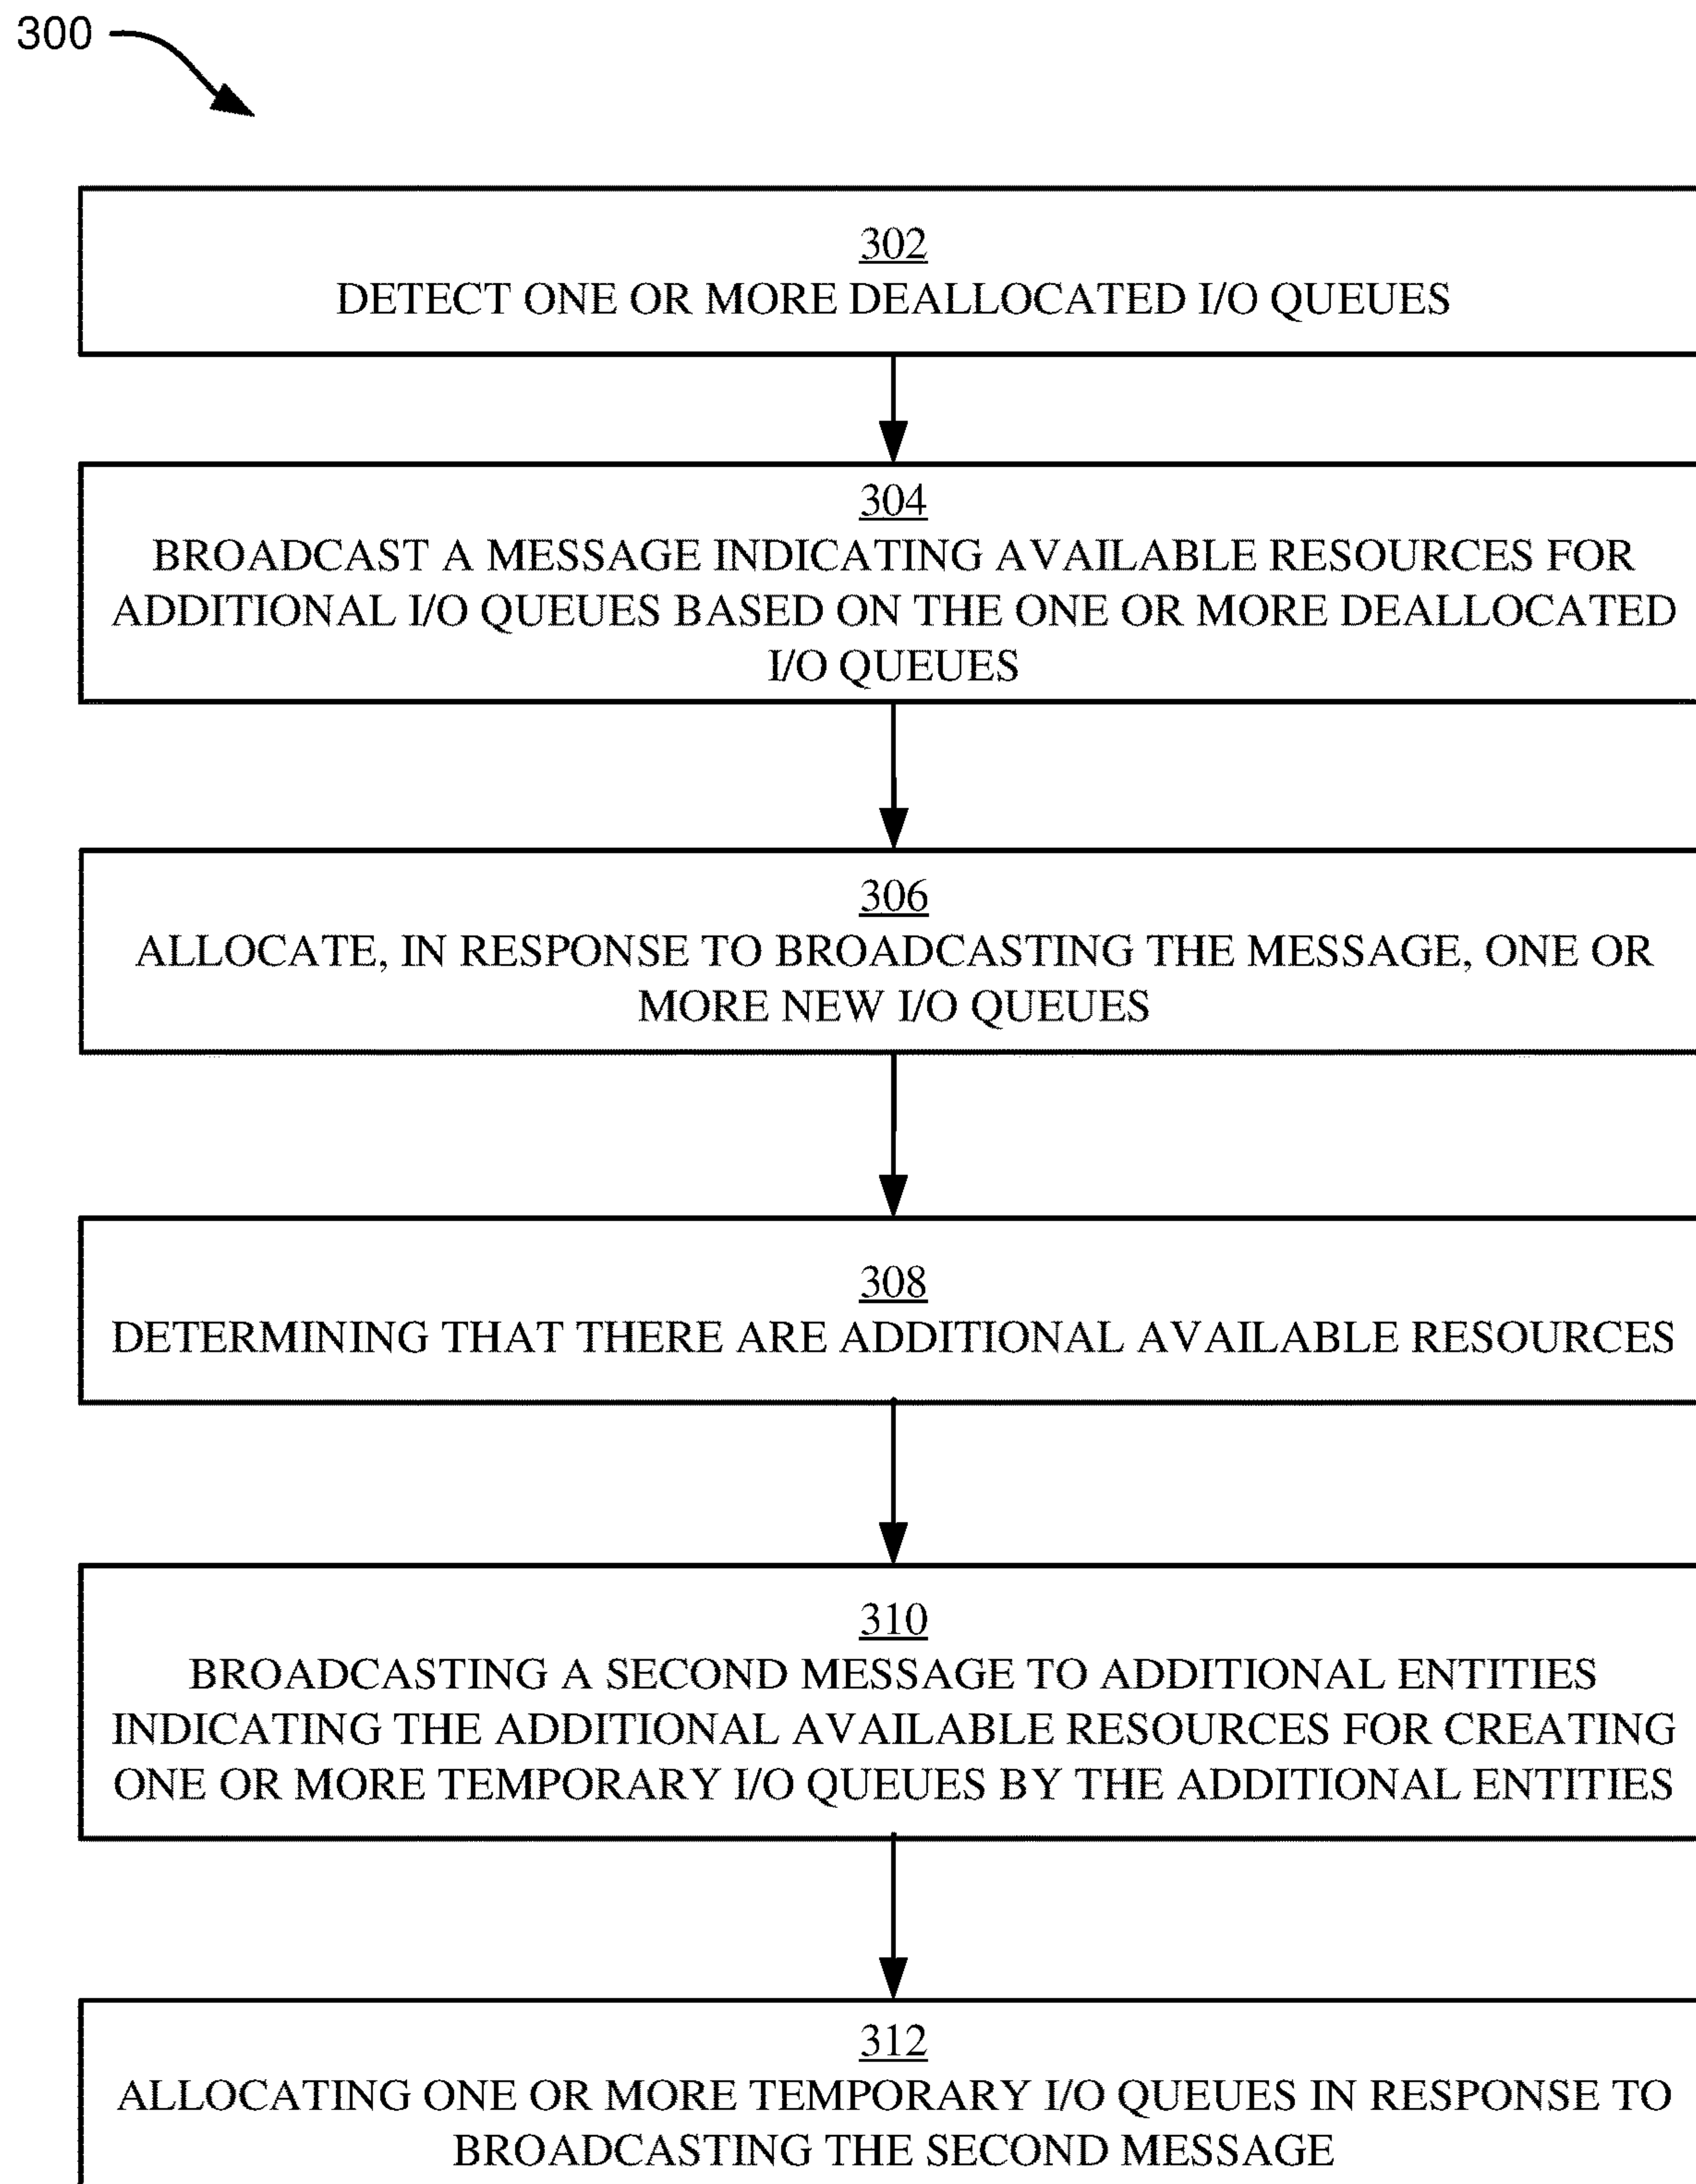 300
302
DETECT ONE OR MORE DEALLOCATED I/O QUEUES
304
BROADCAST A MESSAGE INDICATING AVAILABLE RESOURCES FOR
ADDITIONAL I/O QUEUES BASED ON THE ONE OR MORE DEALLOCATED
I/O QUEUES
306
ALLOCATE, IN RESPONSE TO BROADCASTING THE MESSAGE, ONE OR
MORE NEW I/O QUEUES
308
DETERMINING THAT THERE ARE ADDITIONAL AVAILABLE RESOURCES
310
BROADCASTING A SECOND MESSAGE TO ADDITIONAL ENTITIES
INDICATING THE ADDITIONAL AVAILABLE RESOURCES FOR CREATING
ONE OR MORE TEMPORARY I/O QUEUES BY THE ADDITIONAL ENTITIES
312
ALLOCATING ONE OR MORE TEMPORARY I/O QUEUES IN RESPONSE TO
BROADCASTING THE SECOND MESSAGE